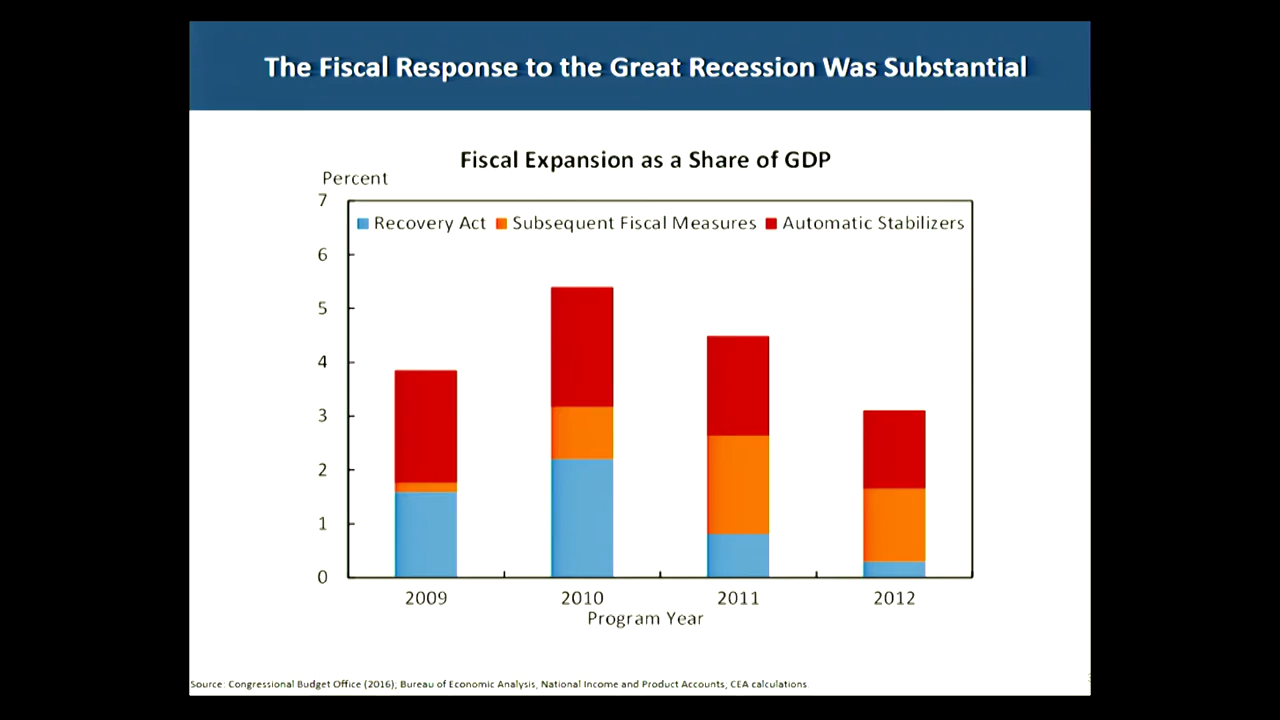 The Fiscal Response to the Great Recession Was Substantial
Fiscal Expansion as a Share of GDP
Percent
7
Recovery Act Subsequent Fiscal Measures Automatic Stabilizers
6
5
4
3
2
1
0
2009 2010 2011 2012
Program Year
Source: Congressional Budget Office (2016), Bureau of Economic Analysis, National Income and Product Accounts, CEA calculations